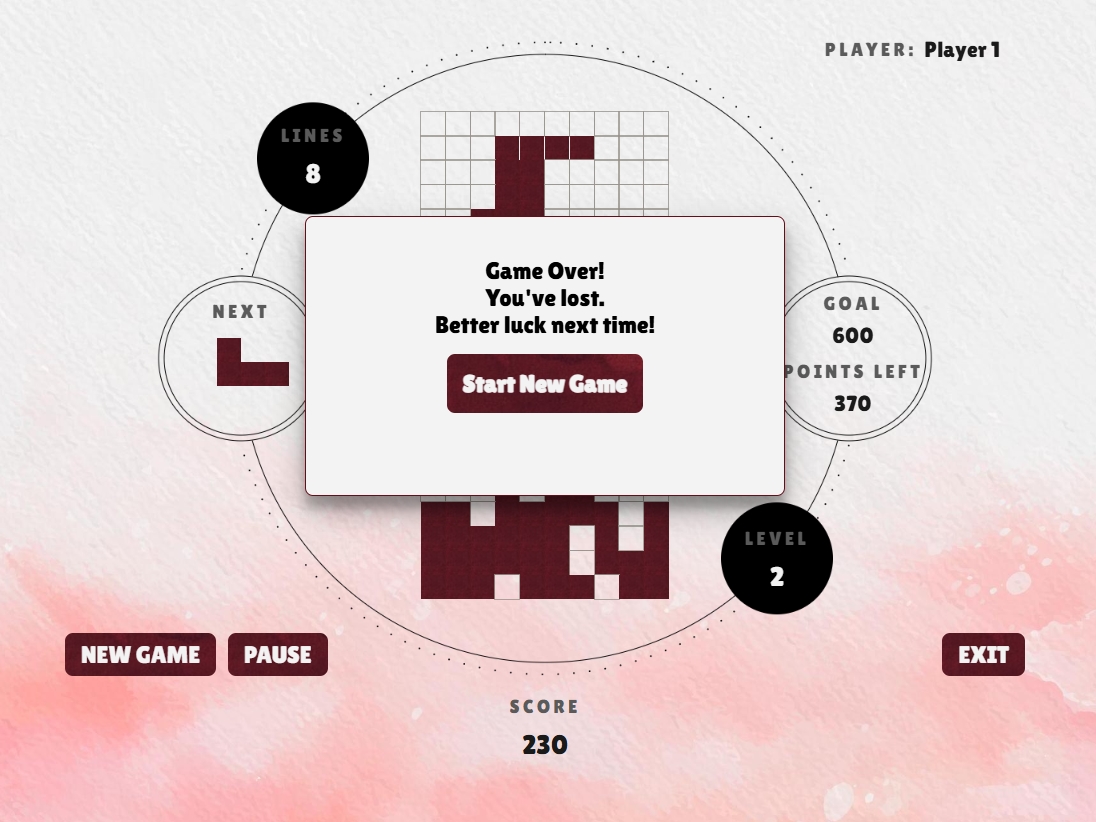 PLAYER: Player 1
LINES
8
NEXT
Game Over!
You've lost.
Better luck next time!
Start New Game
GOAL
600
POINTS LEFT
370
LEVEL
2
NEW GAME
PAUSE
EXIT
SCORE
230